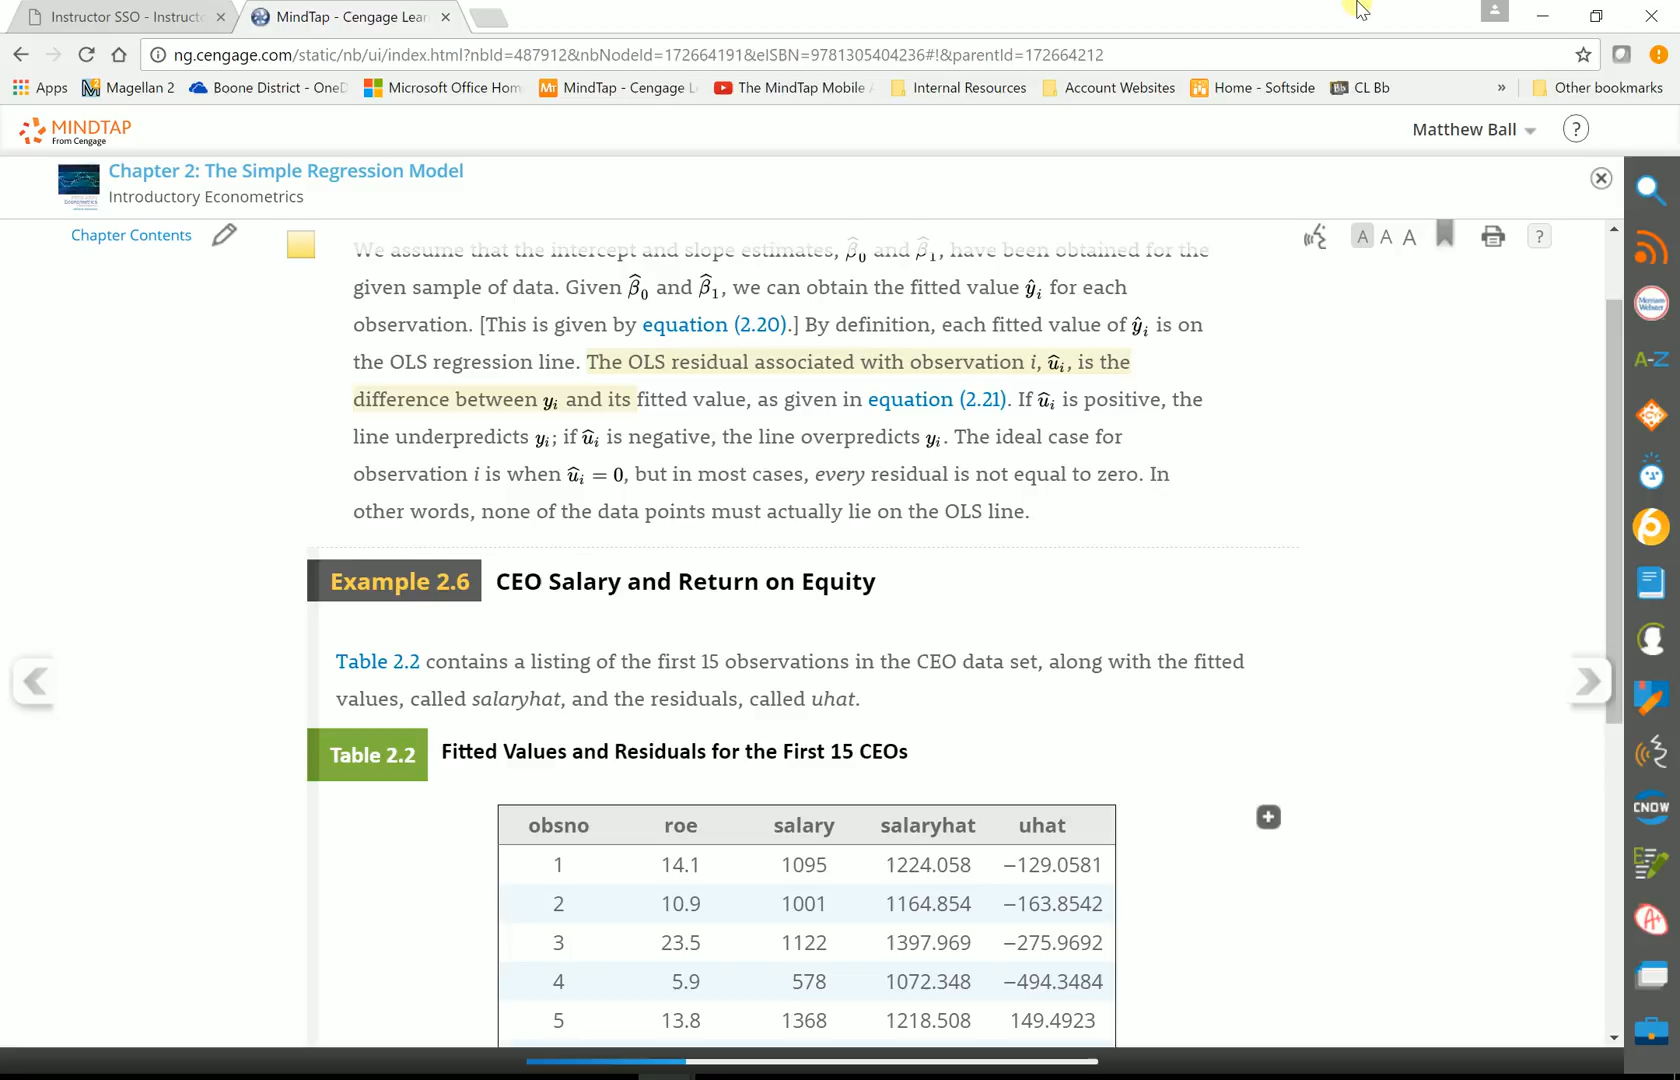 Instructor SSO - Instructo
MindTap - Cengage Lear
ng.cengage.com/static/nb/ui/index.html?nbId=487912&nbNodeId=172664191&eISBN=9781305404236#!&parentId=172664212
Apps Magellan 2 Boone District - OneD Microsoft Office Hom MindTap - Cengage L The MindTap Mobile A Internal Resources Account Websites Home - Softside CL Bb » Other bookmarks
MINDTAP
From Cengage
Matthew Ball
?
Chapter 2: The Simple Regression Model
Introductory Econometrics
Chapter Contents
A A A
?
We assume that the intercept and slope estimates, β̂₀ and β̂₁, have been obtained for the
given sample of data. Given β̂₀ and β̂₁, we can obtain the fitted value ŷᵢ for each
observation. [This is given by equation (2.20).] By definition, each fitted value of ŷᵢ is on
the OLS regression line. The OLS residual associated with observation i, ûᵢ, is the
difference between yᵢ and its fitted value, as given in equation (2.21). If ûᵢ is positive, the
line underpredicts yᵢ; if ûᵢ is negative, the line overpredicts yᵢ. The ideal case for
observation i is when ûᵢ = 0, but in most cases, every residual is not equal to zero. In
other words, none of the data points must actually lie on the OLS line.
Example 2.6 CEO Salary and Return on Equity
Table 2.2 contains a listing of the first 15 observations in the CEO data set, along with the fitted
values, called salaryhat, and the residuals, called uhat.
Table 2.2 Fitted Values and Residuals for the First 15 CEOs
obsno roe salary salaryhat uhat
1 14.1 1095 1224.058 −129.0581
2 10.9 1001 1164.854 −163.8542
3 23.5 1122 1397.969 −275.9692
4 5.9 578 1072.348 −494.3484
5 13.8 1368 1218.508 149.4923
Merriam
Webster
A-Z
CNOW
A+